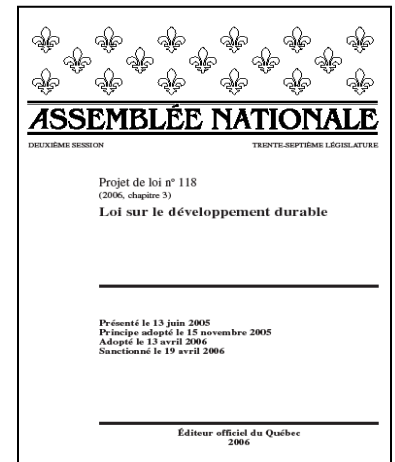 ASSEMBLÉE NATIONALE
DEUXIÈME SESSION TRENTE-SEPTIÈME LÉGISLATURE
Projet de loi nº 118
(2006, chapitre 3)
Loi sur le développement durable
Présenté le 13 juin 2005
Principe adopté le 15 novembre 2005
Adopté le 13 avril 2006
Sanctionné le 19 avril 2006
Éditeur officiel du Québec
2006